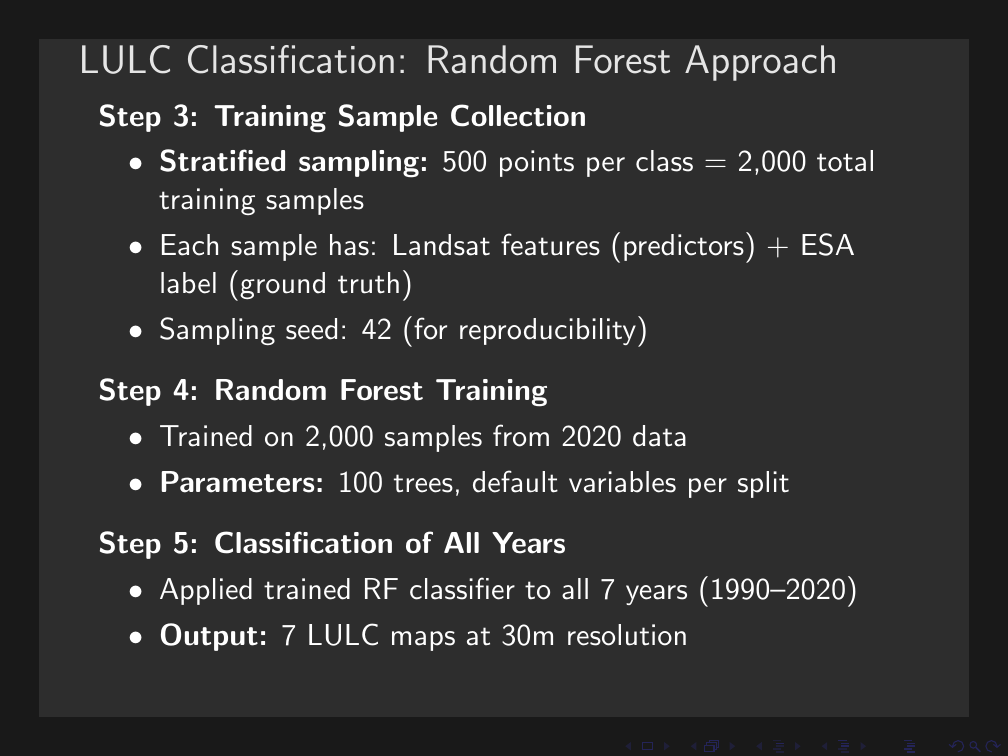 LULC Classification: Random Forest Approach
Step 3: Training Sample Collection
• Stratified sampling: 500 points per class = 2,000 total
training samples
• Each sample has: Landsat features (predictors) + ESA
label (ground truth)
• Sampling seed: 42 (for reproducibility)
Step 4: Random Forest Training
• Trained on 2,000 samples from 2020 data
• Parameters: 100 trees, default variables per split
Step 5: Classification of All Years
• Applied trained RF classifier to all 7 years (1990–2020)
• Output: 7 LULC maps at 30m resolution